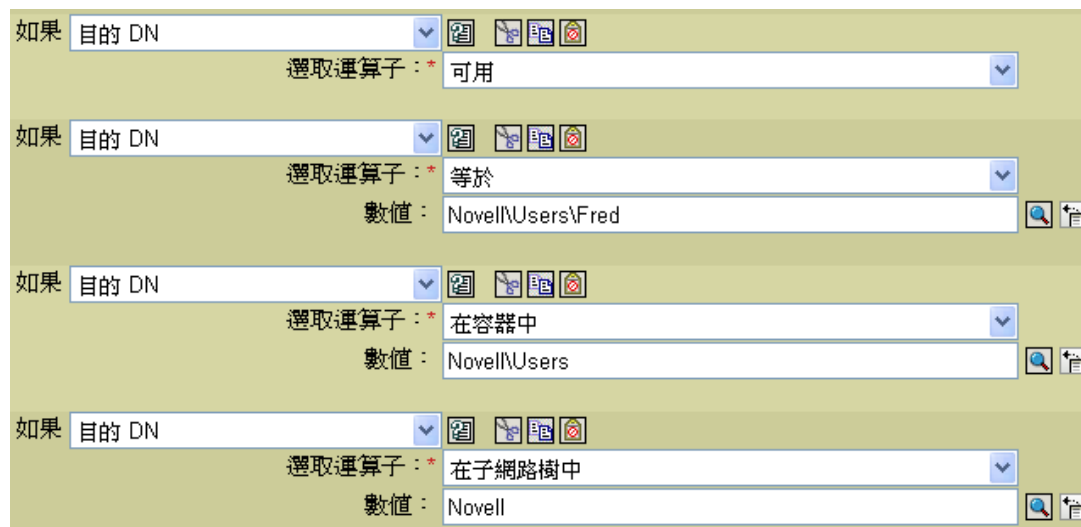 如果 目的 DN
選取運算子：* 可用
如果 目的 DN
選取運算子：* 等於
數值： Novell\Users\Fred
如果 目的 DN
選取運算子：* 在容器中
數值： Novell\Users
如果 目的 DN
選取運算子：* 在子網路樹中
數值： Novell